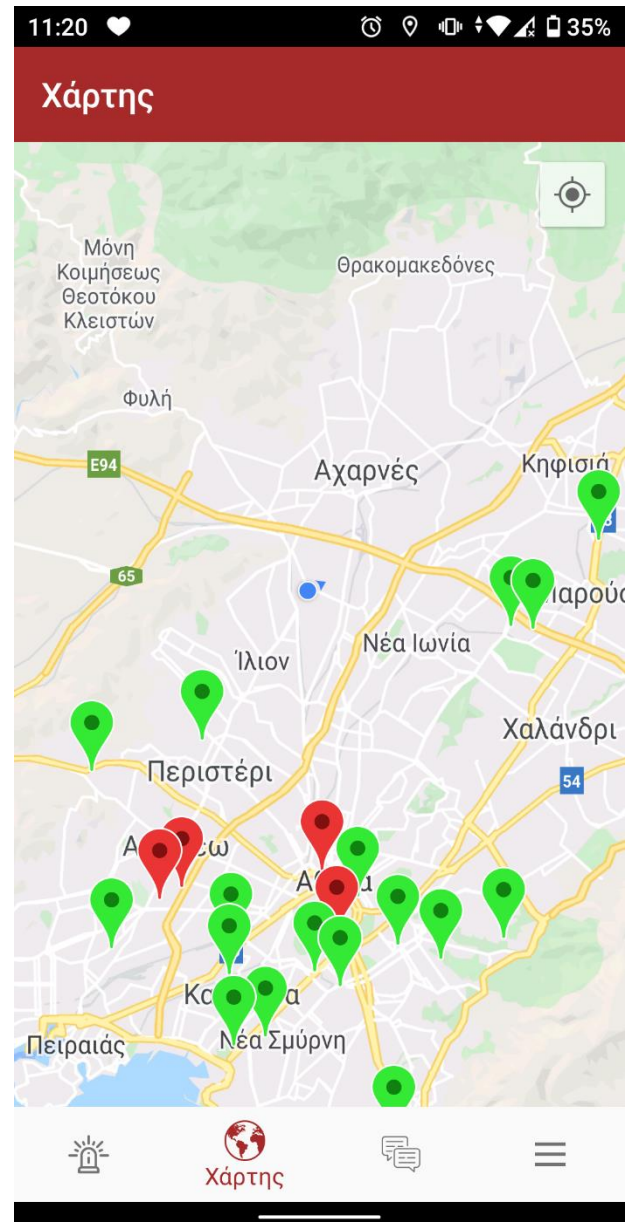 11:20
35%
Χάρτης
Μόνη
Κοιμήσεως
Θεοτόκου
Κλειστών
Θρακομακεδόνες
Φυλή
E94
Αχαρνές
Κηφισιά
65
Νέα Ιωνία
Ίλιον
Χαλάνδρι
Περιστέρι
54
Πειραιάς
Νέα Σμύρνη
Χάρτης